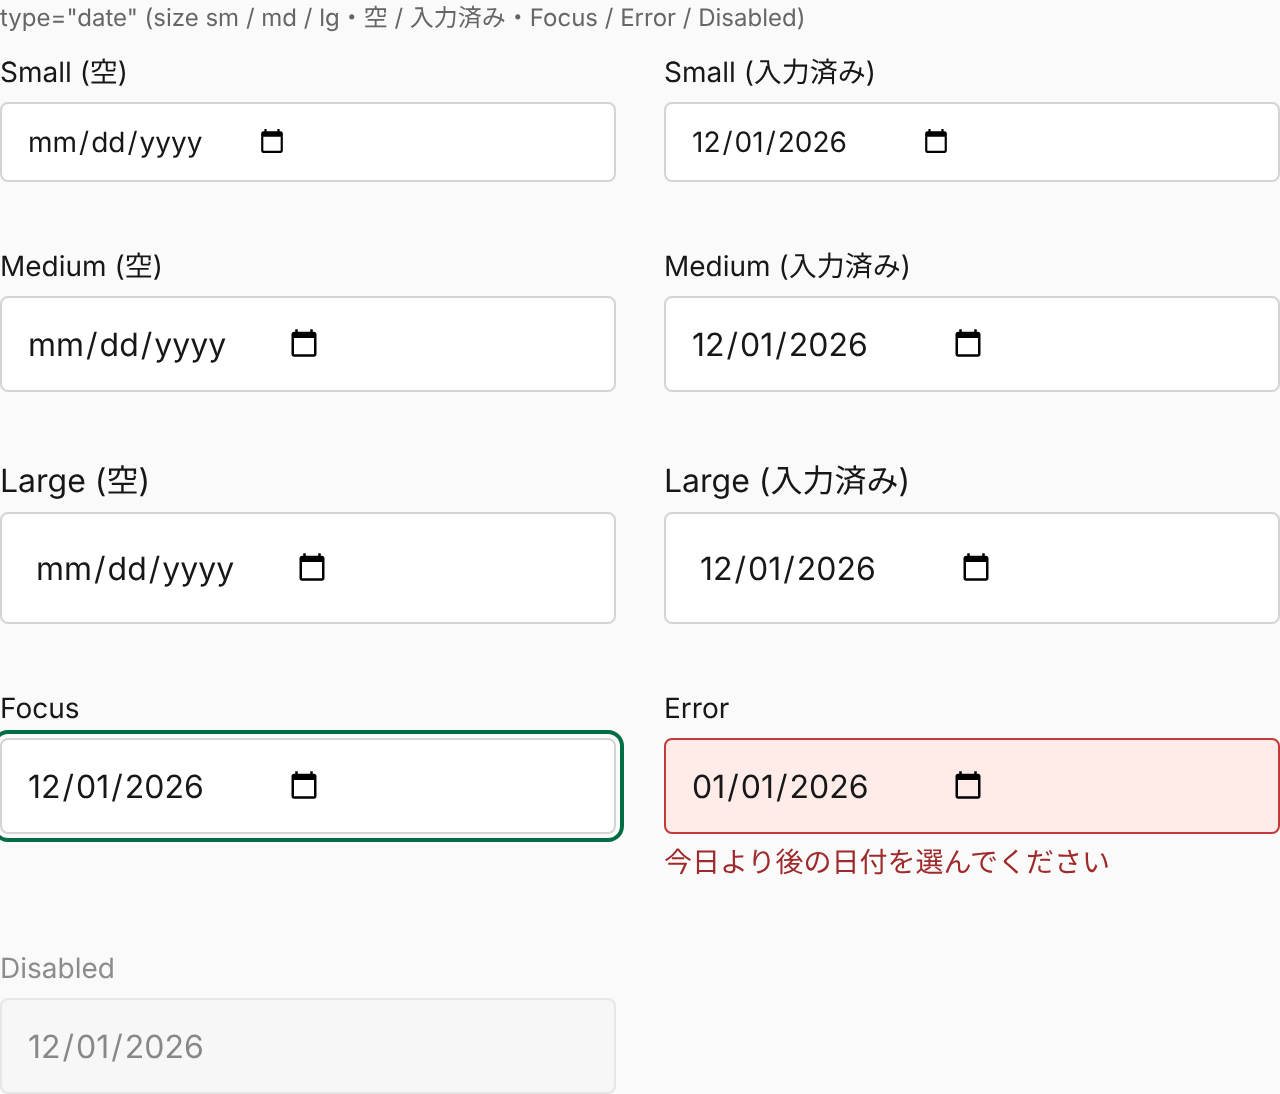 type="date" (size sm / md / lg・空 / 入力済み・Focus / Error / Disabled)
Small (空)
mm/dd/yyyy
Small (入力済み)
12/01/2026
Medium (空)
mm/dd/yyyy
Medium (入力済み)
12/01/2026
Large (空)
mm/dd/yyyy
Large (入力済み)
12/01/2026
Focus
12/01/2026
Error
01/01/2026
今日より後の日付を選んでください
Disabled
12/01/2026